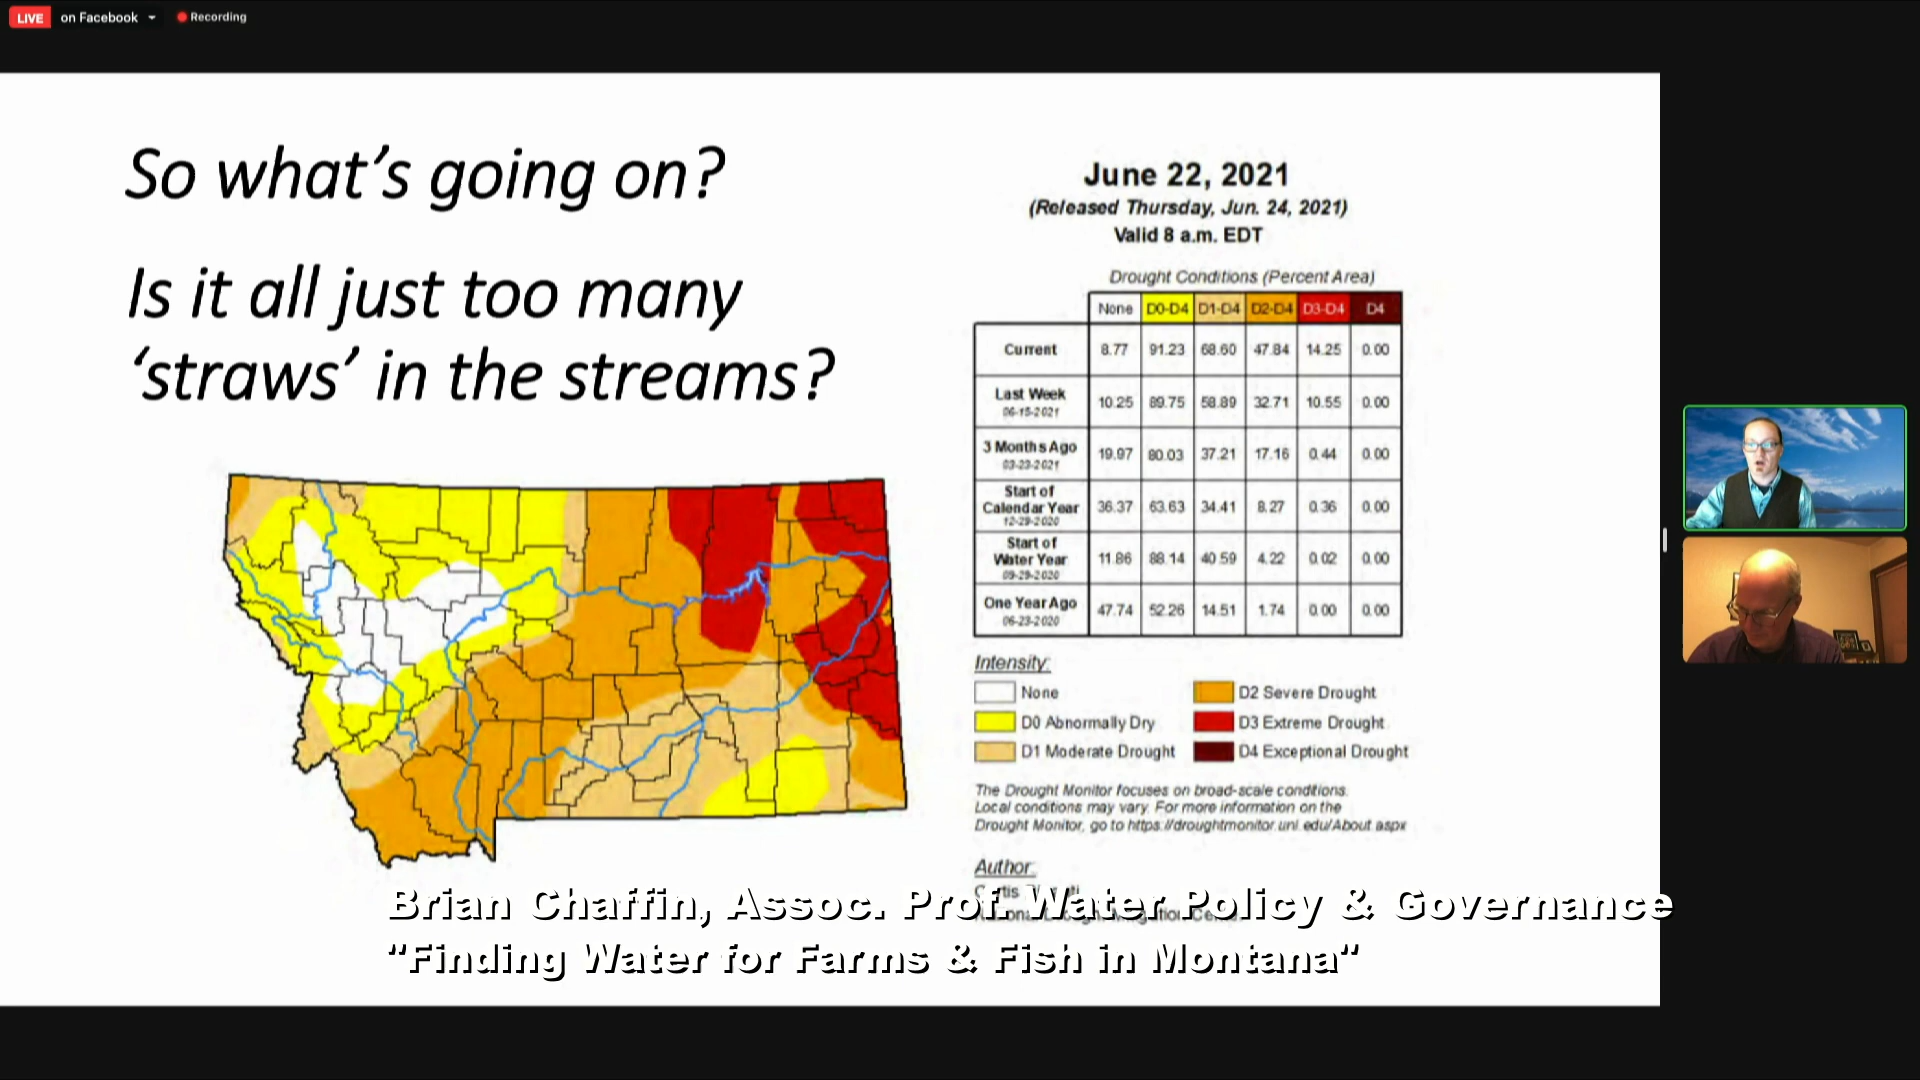 LIVE on Facebook Recording
So what's going on?
Is it all just too many
'straws' in the streams?
June 22, 2021
(Released Thursday, Jun. 24, 2021)
Valid 8 a.m. EDT
Drought Conditions (Percent Area)
None D0-D4 D1-D4 D2-D4 D3-D4 D4
Current 8.77 91.23 68.60 47.84 14.25 0.00
Last Week 06-15-2021 10.25 89.75 58.89 32.71 10.55 0.00
3 Months Ago 03-23-2021 19.97 80.03 37.21 17.16 0.44 0.00
Start of Calendar Year 12-29-2020 36.37 63.63 34.41 8.27 0.36 0.00
Start of Water Year 09-29-2020 11.86 88.14 40.59 4.22 0.02 0.00
One Year Ago 06-23-2020 47.74 52.26 14.51 1.74 0.00 0.00
Intensity:
None D2 Severe Drought
D0 Abnormally Dry D3 Extreme Drought
D1 Moderate Drought D4 Exceptional Drought
The Drought Monitor focuses on broad-scale conditions.
Local conditions may vary. For more information on the
Drought Monitor, go to https://droughtmonitor.unl.edu/About.aspx
Author:
Brian Chaffin, Assoc. Prof. Water Policy & Governance
"Finding Water for Farms & Fish in Montana"